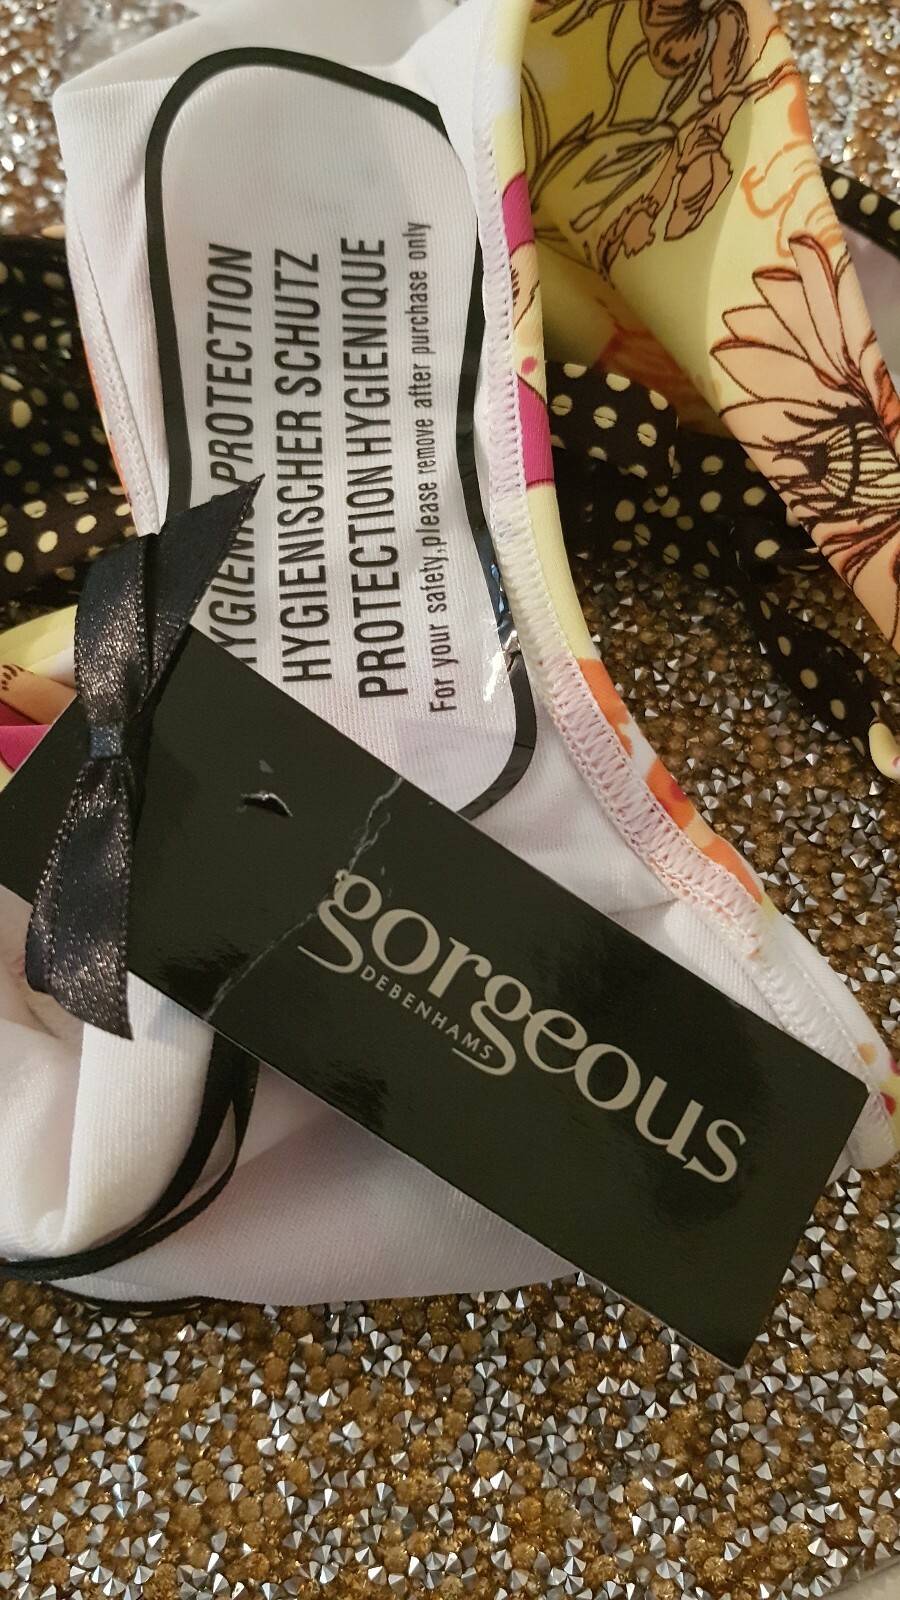 PROTECTION
HYGIENISCHER SCHUTZ
PROTECTION HYGIENIQUE
For your safety,please remove after purchase only
gorgeous
DEBENHAMS